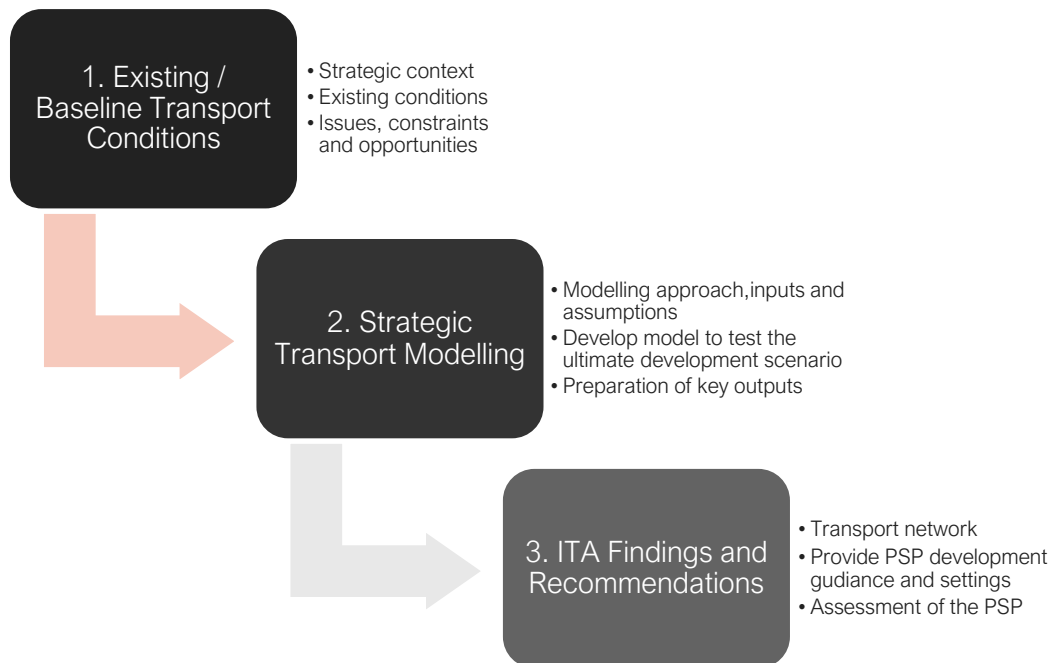 1. Existing /
Baseline Transport
Conditions
• Strategic context
• Existing conditions
• Issues, constraints
and opportunities
2. Strategic
Transport Modelling
• Modelling approach,inputs and
assumptions
• Develop model to test the
ultimate development scenario
• Preparation of key outputs
3. ITA Findings and
Recommendations
• Transport network
• Provide PSP development
gudiance and settings
• Assessment of the PSP